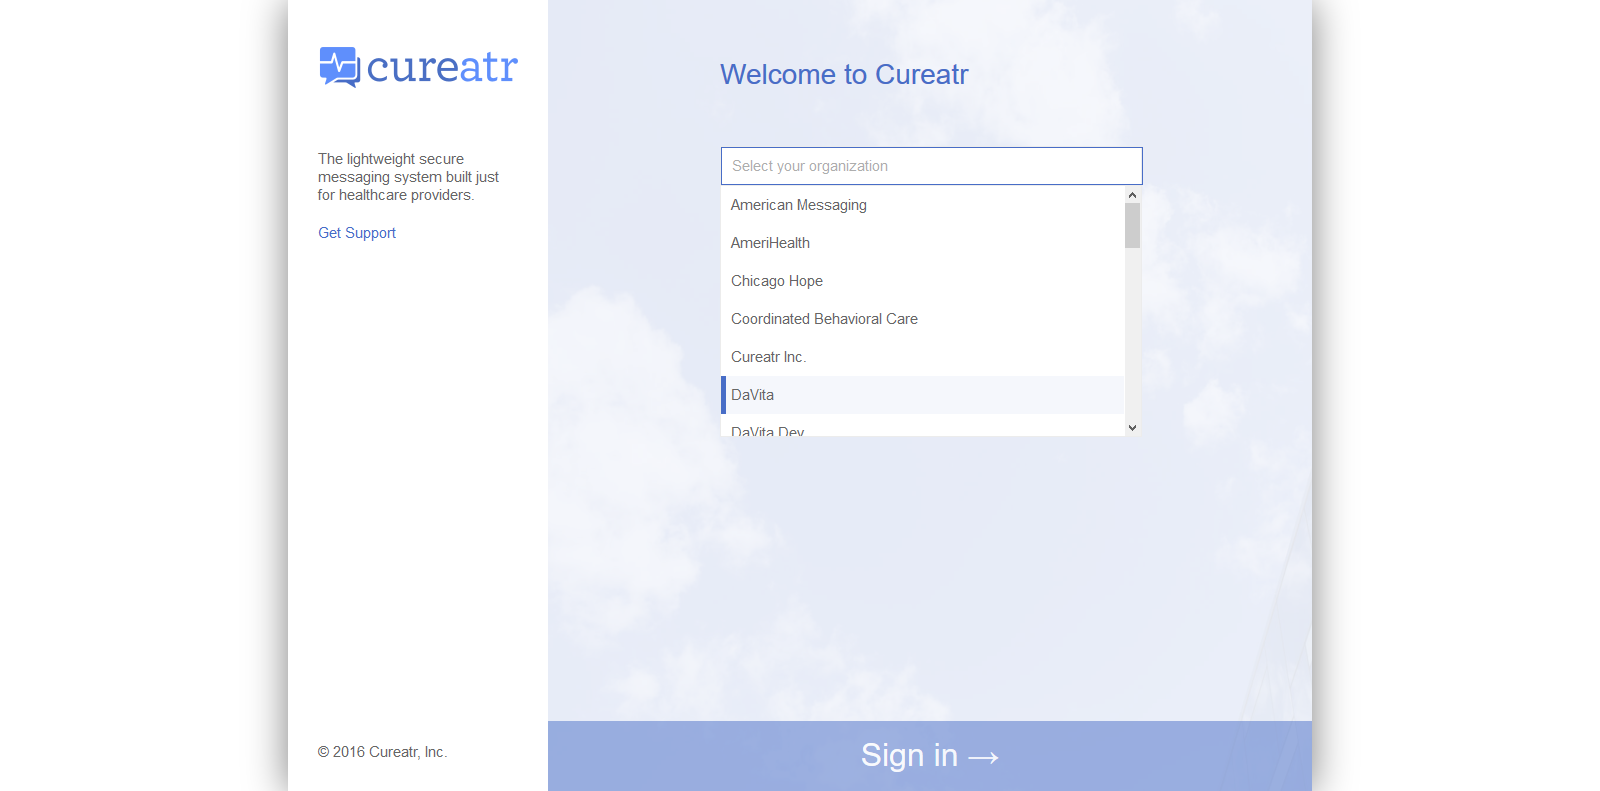 cureatr
The lightweight secure
messaging system built just
for healthcare providers.
Get Support
© 2016 Cureatr, Inc.
Welcome to Cureatr
Select your organization
American Messaging
AmeriHealth
Chicago Hope
Coordinated Behavioral Care
Cureatr Inc.
DaVita
DaVita Dev
Sign in →